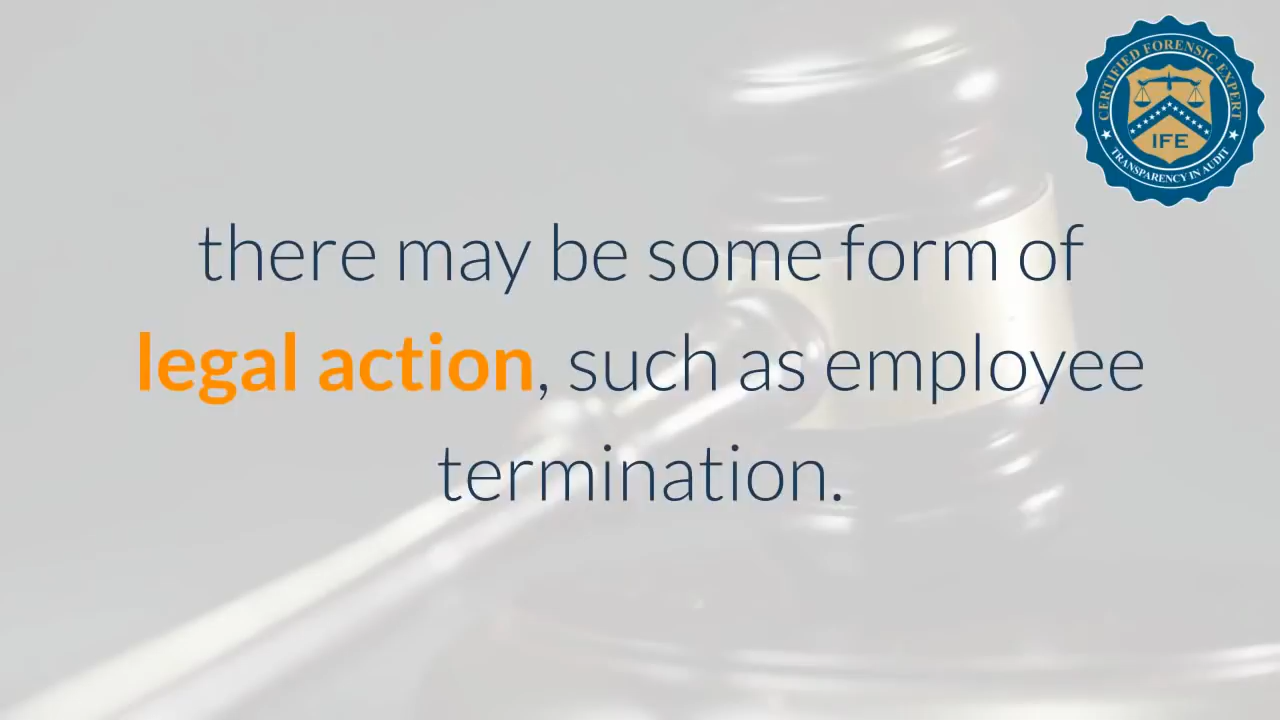 CERTIFIED FORENSIC EXPERT
IFE
TRANSPARENCY IN AUDIT
there may be some form of
legal action, such as employee
termination.